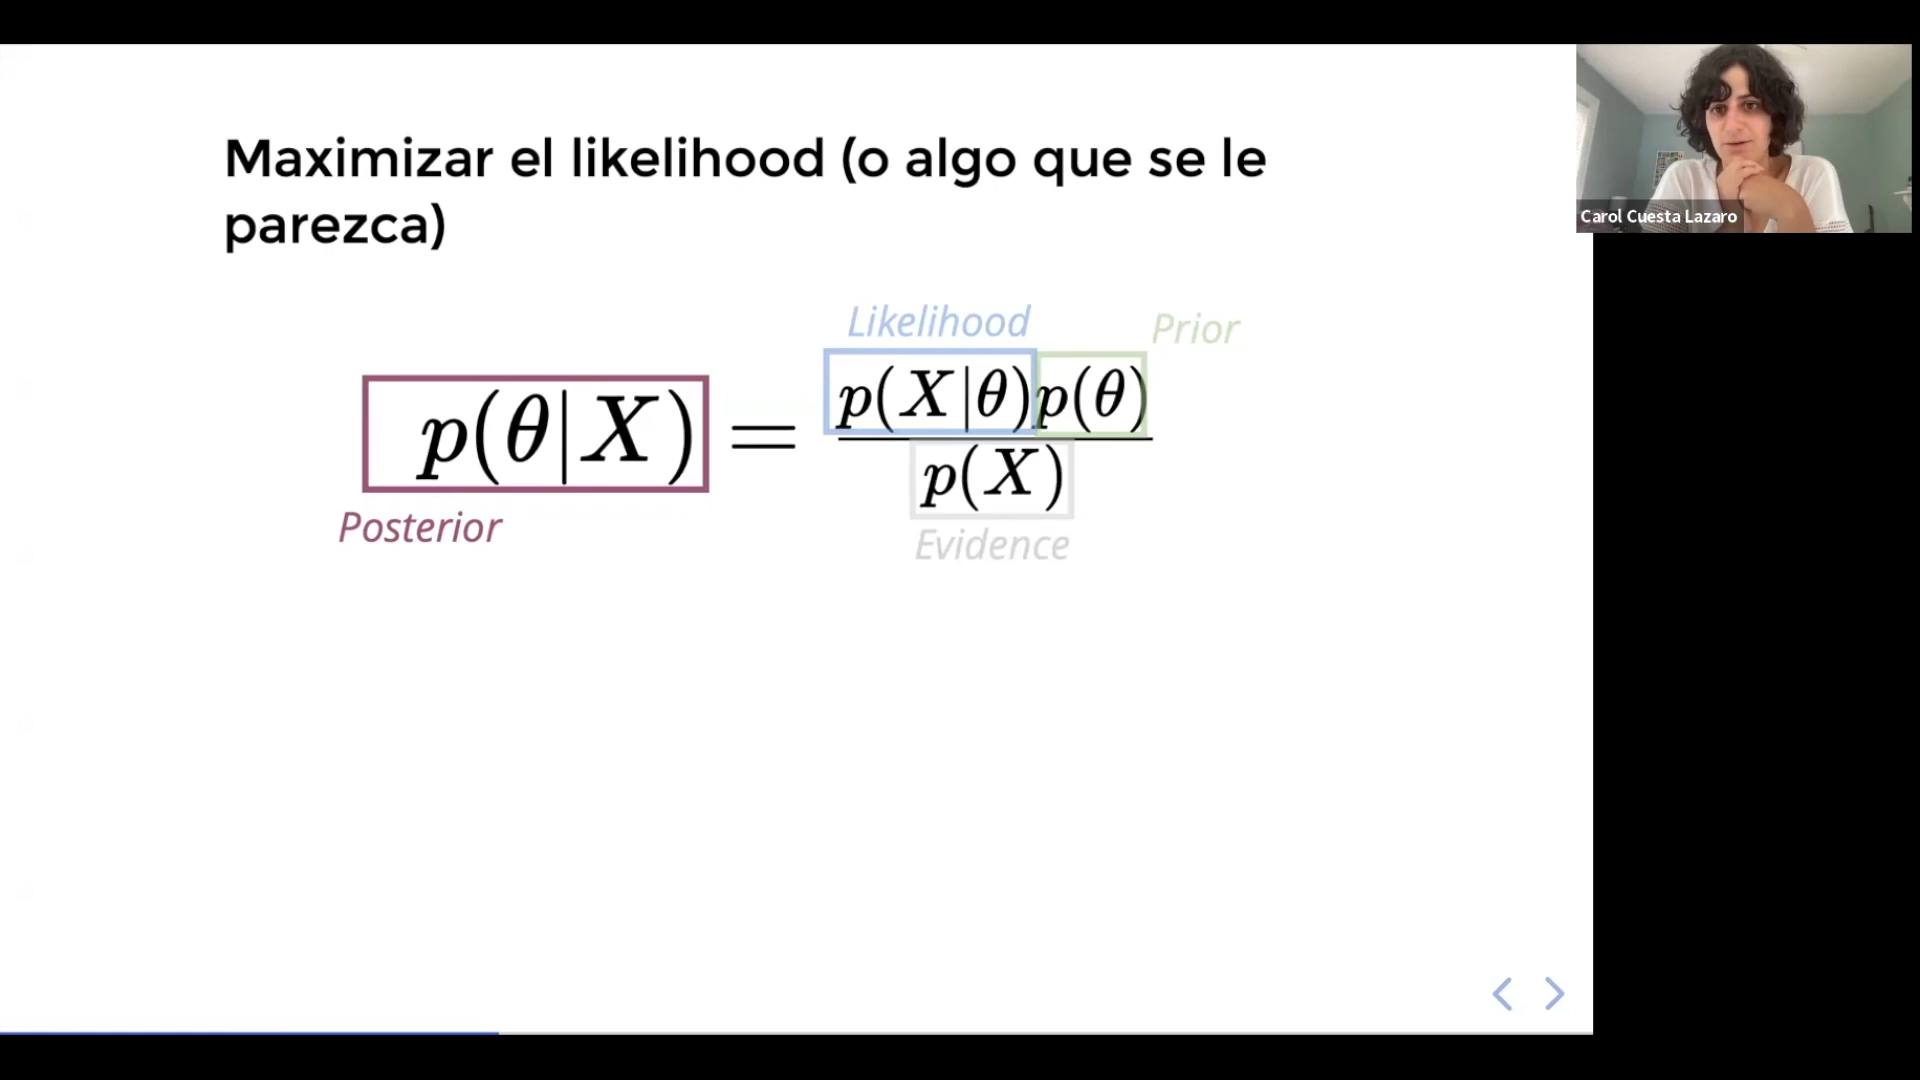 Maximizar el likelihood (o algo que se le
parezca)
Carol Cuesta Lazaro
Likelihood
Prior
p(θ|X) = p(X|θ)p(θ)
p(X)
Posterior
Evidence